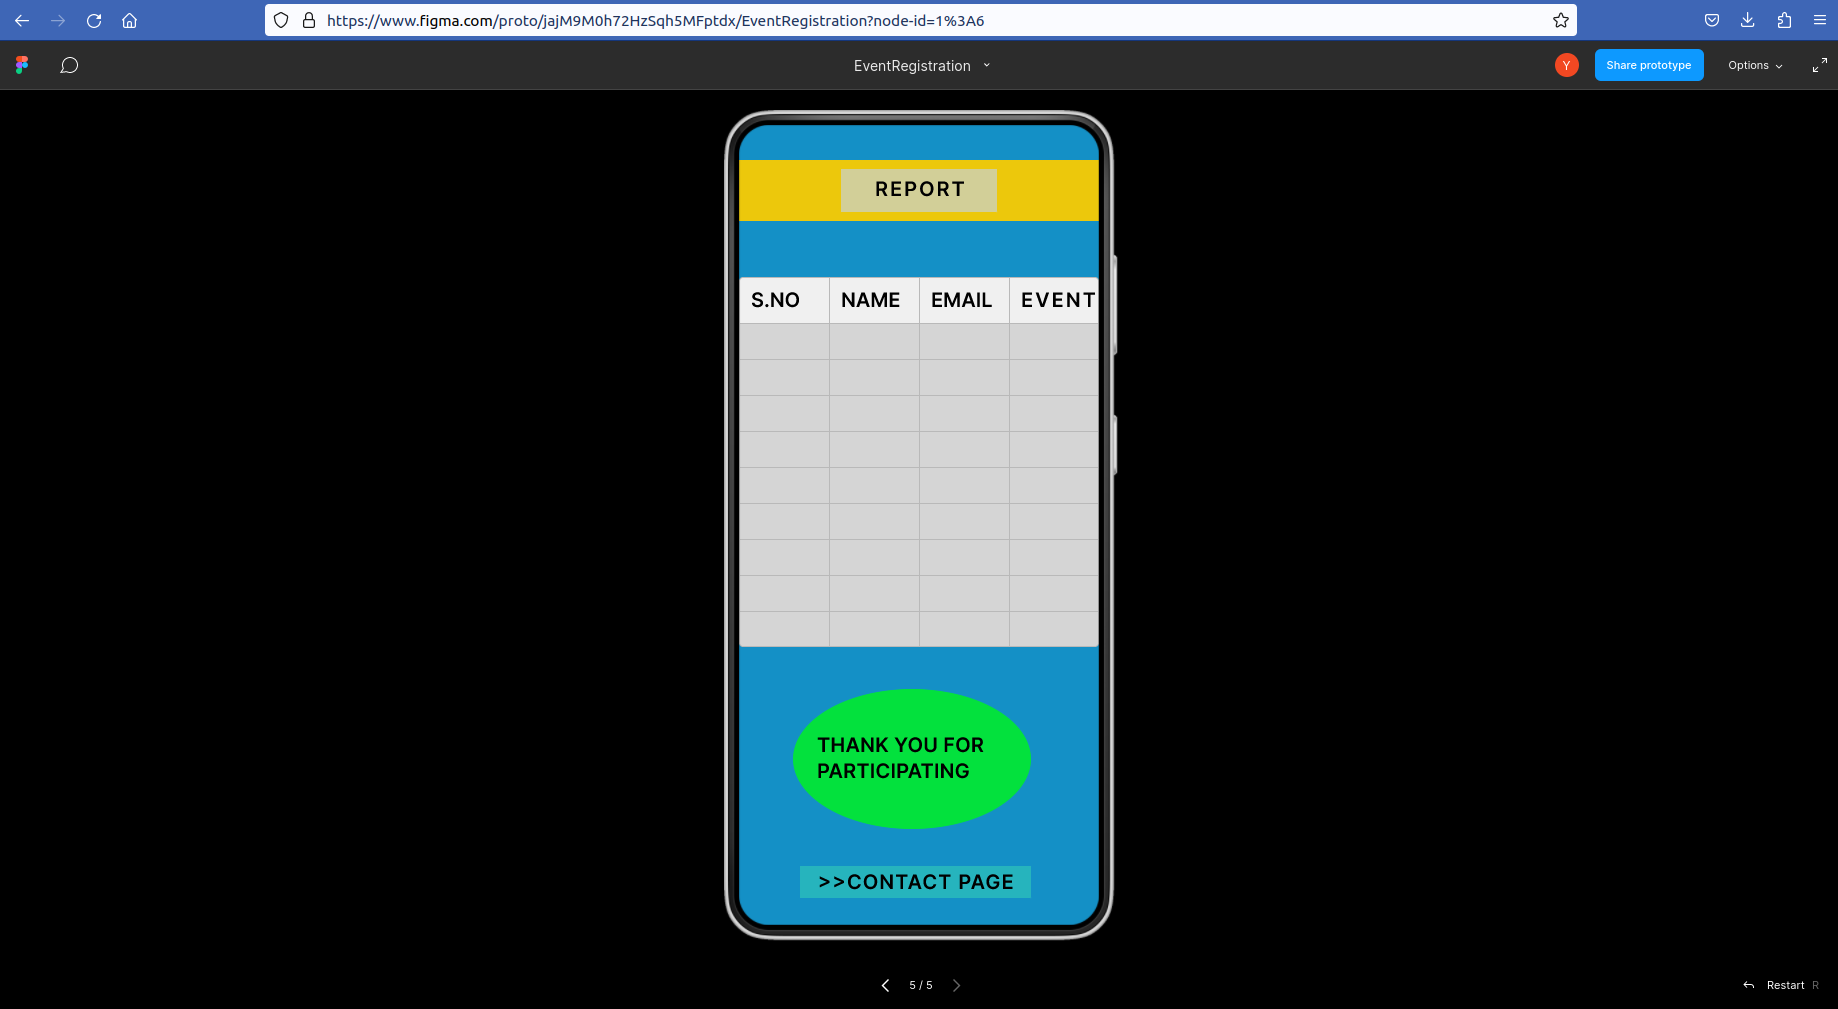 https://www.figma.com/proto/jajM9M0h72HzSqh5MFptdx/EventRegistration?node-id=1%3A6
EventRegistration
Y
Share prototype
Options
REPORT
S.NO NAME EMAIL EVENT
THANK YOU FOR
PARTICIPATING
>>CONTACT PAGE
5 / 5
Restart R